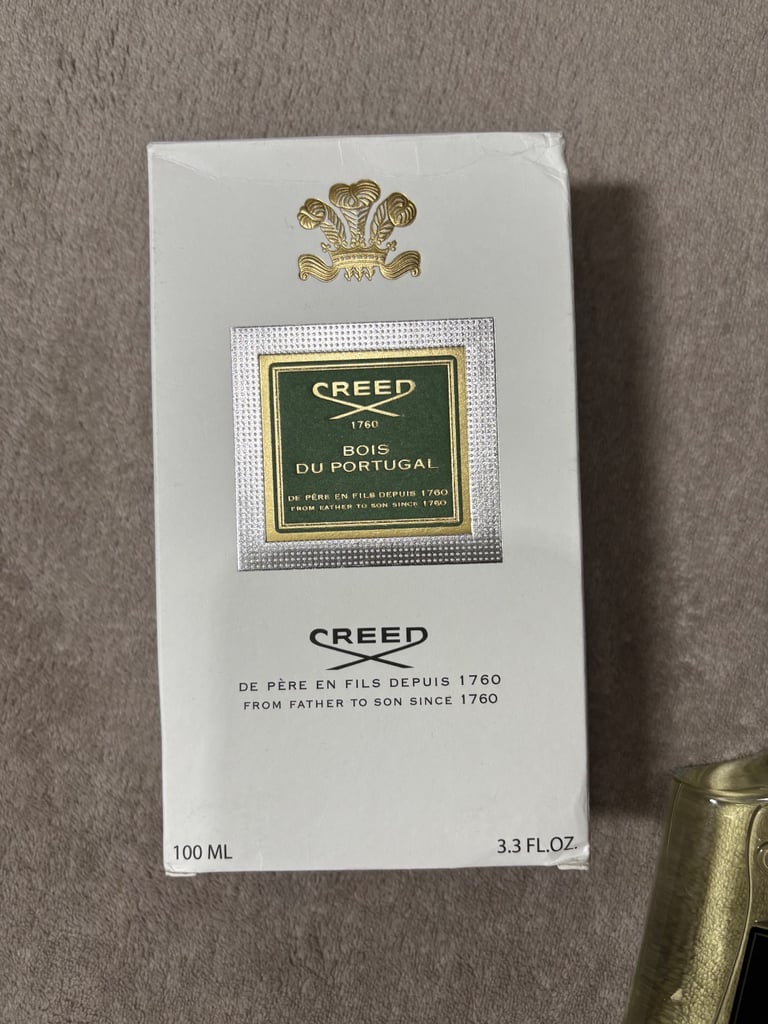 CREED
1760
BOIS
DU PORTUGAL
DE PÈRE EN FILS DEPUIS 1760
FROM FATHER TO SON SINCE 1760
CREED
DE PÈRE EN FILS DEPUIS 1760
FROM FATHER TO SON SINCE 1760
100 ML
3.3 FL.OZ.